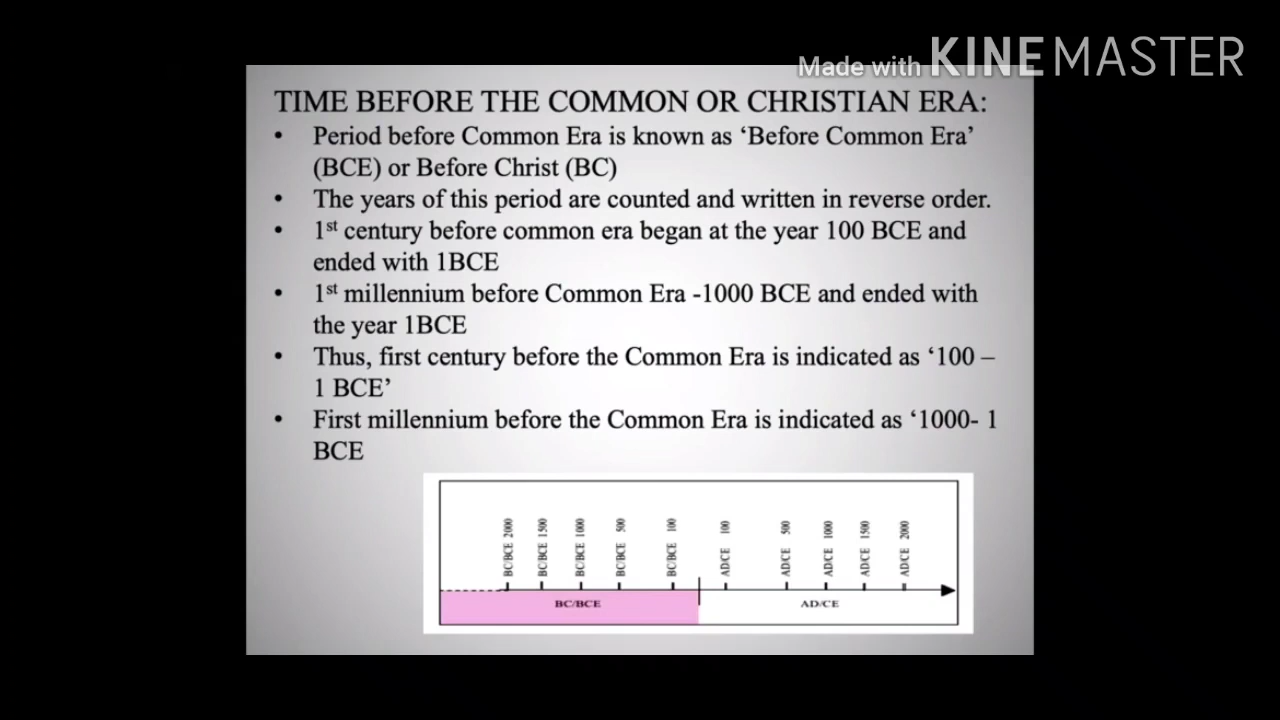 Made with KINEMASTER
TIME BEFORE THE COMMON OR CHRISTIAN ERA:
• Period before Common Era is known as ‘Before Common Era’
(BCE) or Before Christ (BC)
• The years of this period are counted and written in reverse order.
• 1st century before common era began at the year 100 BCE and
ended with 1BCE
• 1st millennium before Common Era -1000 BCE and ended with
the year 1BCE
• Thus, first century before the Common Era is indicated as ‘100 –
1 BCE’
• First millennium before the Common Era is indicated as ‘1000- 1
BCE
BC/BCE 2000
BC/BCE 1500
BC/BCE 1000
BC/BCE 500
BC/BCE 100
AD/CE 100
AD/CE 500
AD/CE 1000
AD/CE 1500
AD/CE 2000
BC/BCE
AD/CE